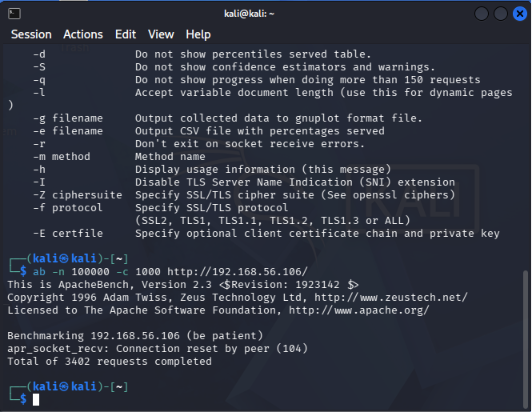 kali@kali: ~
Session Actions Edit View Help
-d Do not show percentiles served table.
-S Do not show confidence estimators and warnings.
-q Do not show progress when doing more than 150 requests
-l Accept variable document length (use this for dynamic pages
)
-g filename Output collected data to gnuplot format file.
-e filename Output CSV file with percentages served
-r Don't exit on socket receive errors.
-m method Method name
-h Display usage information (this message)
-I Disable TLS Server Name Indication (SNI) extension
-Z ciphersuite Specify SSL/TLS cipher suite (See openssl ciphers)
-f protocol Specify SSL/TLS protocol
(SSL2, TLS1, TLS1.1, TLS1.2, TLS1.3 or ALL)
-E certfile Specify optional client certificate chain and private key
┌──(kali㉿kali)-[~]
└─$ ab -n 100000 -c 1000 http://192.168.56.106/
This is ApacheBench, Version 2.3 <$Revision: 1923142 $>
Copyright 1996 Adam Twiss, Zeus Technology Ltd, http://www.zeustech.net/
Licensed to The Apache Software Foundation, http://www.apache.org/
Benchmarking 192.168.56.106 (be patient)
apr_socket_recv: Connection reset by peer (104)
Total of 3402 requests completed
┌──(kali㉿kali)-[~]
└─$